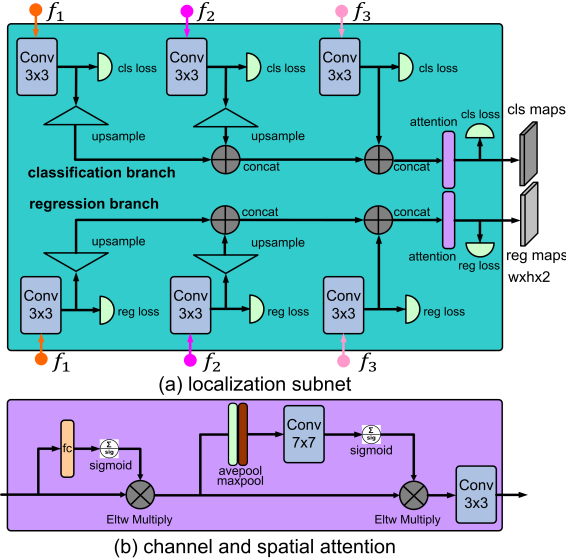 f1
f2
f3
Conv
3x3
cls loss
Conv
3x3
cls loss
Conv
3x3
cls loss
upsample
upsample
concat
concat
attention
cls loss
cls maps
classification branch
regression branch
upsample
concat
upsample
concat
attention
reg loss
reg maps
wxhx2
Conv
3x3
reg loss
Conv
3x3
reg loss
Conv
3x3
reg loss
f1
f2
f3
(a) localization subnet
fc
Σ
sig
sigmoid
Eltw Multiply
avepool
maxpool
Conv
7x7
Σ
sig
sigmoid
Eltw Multiply
Conv
3x3
(b) channel and spatial attention